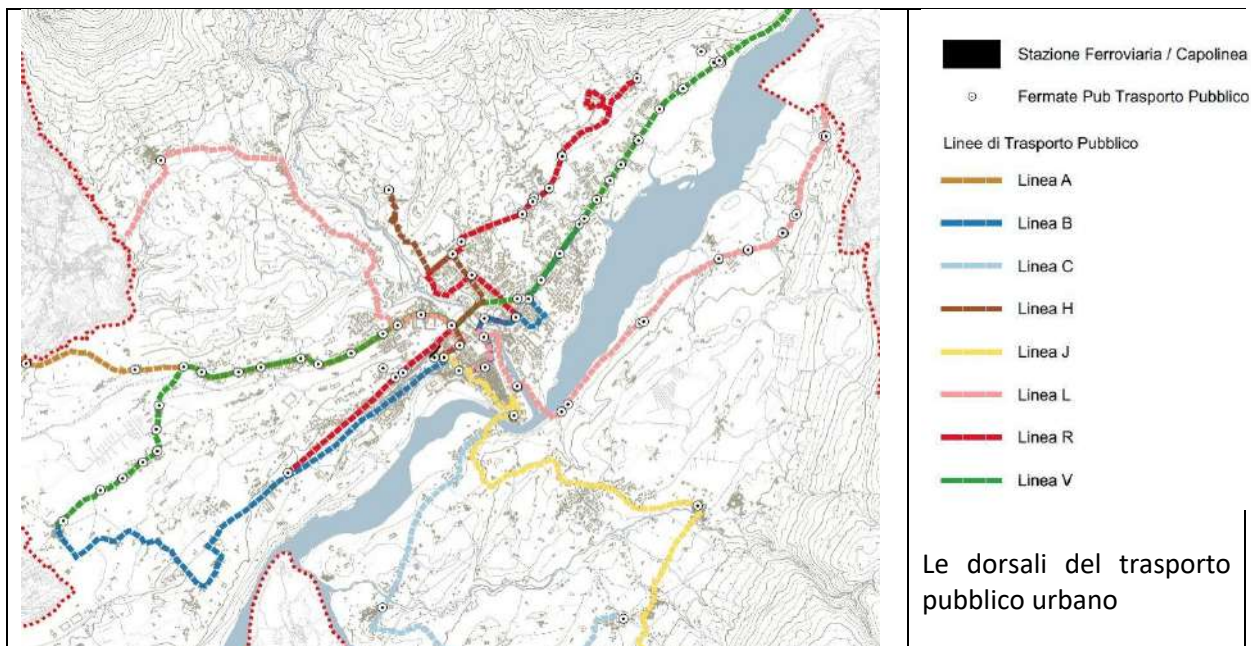 Stazione Ferroviaria / Capolinea
Fermate Pub Trasporto Pubblico
Linee di Trasporto Pubblico
Linea A
Linea B
Linea C
Linea H
Linea J
Linea L
Linea R
Linea V
Le dorsali del trasporto
pubblico urbano